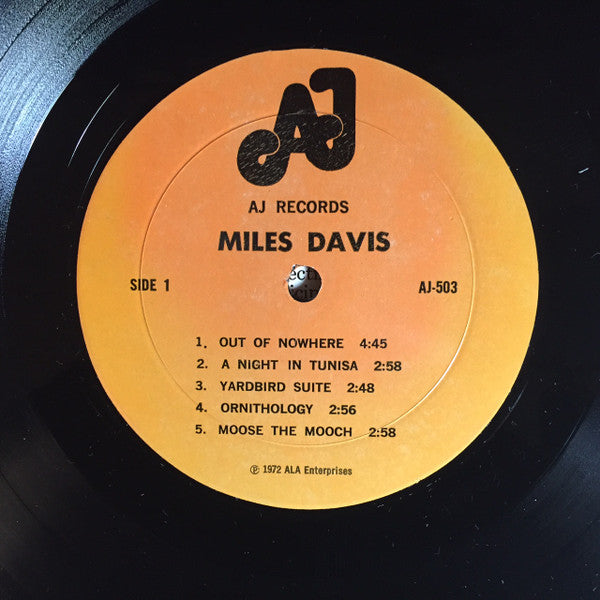 AJ
AJ RECORDS
MILES DAVIS
SIDE 1
AJ-503
1. OUT OF NOWHERE 4:45
2. A NIGHT IN TUNISA 2:58
3. YARDBIRD SUITE 2:48
4. ORNITHOLOGY 2:56
5. MOOSE THE MOOCH 2:58
℗ 1972 ALA Enterprises